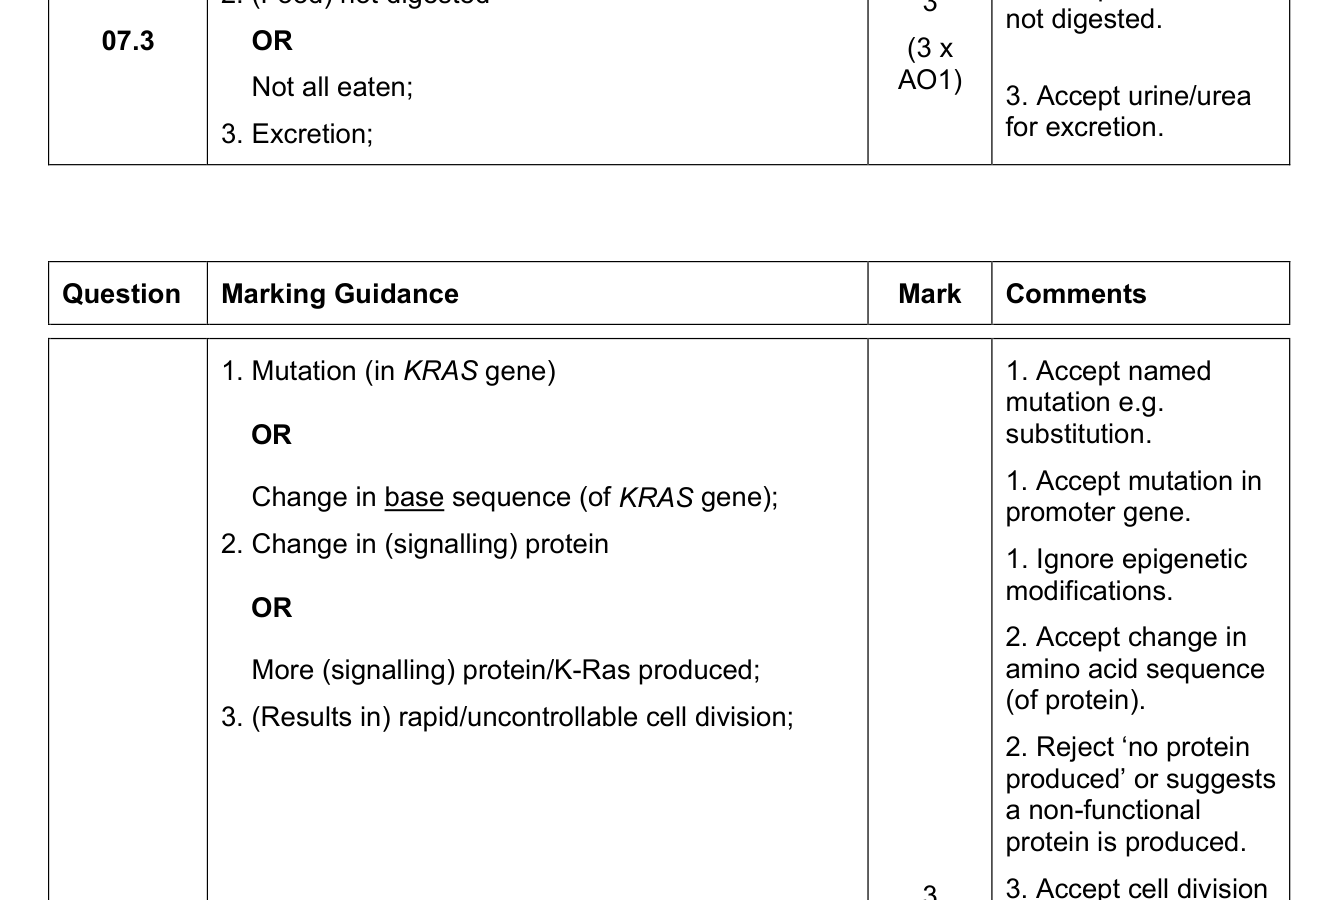 2. (Food) not digested
3
not digested.
07.3
OR
(3 x
AO1)
Not all eaten;
3. Accept urine/urea
for excretion.
3. Excretion;
Question
Marking Guidance
Mark
Comments
1. Mutation (in KRAS gene)
OR
Change in base sequence (of KRAS gene);
2. Change in (signalling) protein
OR
More (signalling) protein/K-Ras produced;
3. (Results in) rapid/uncontrollable cell division;
3
1. Accept named
mutation e.g.
substitution.
1. Accept mutation in
promoter gene.
1. Ignore epigenetic
modifications.
2. Accept change in
amino acid sequence
(of protein).
2. Reject ‘no protein
produced’ or suggests
a non-functional
protein is produced.
3. Accept cell division